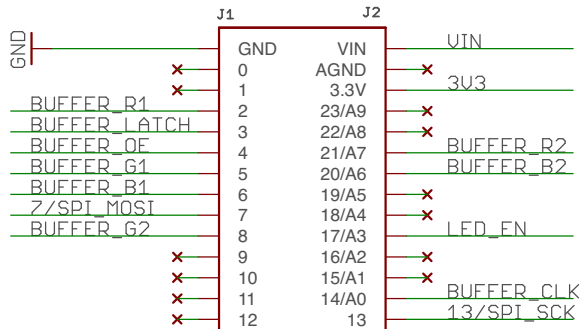 J1 J2
GND GND VIN VIN
0 AGND
1 3.3V 3V3
BUFFER_R1 2 23/A9
BUFFER_LATCH 3 22/A8
BUFFER_OE 4 21/A7 BUFFER_R2
BUFFER_G1 5 20/A6 BUFFER_B2
BUFFER_B1 6 19/A5
7/SPI_MOSI 7 18/A4
BUFFER_G2 8 17/A3 LED_EN
9 16/A2
10 15/A1
11 14/A0 BUFFER_CLK
12 13 13/SPI_SCK